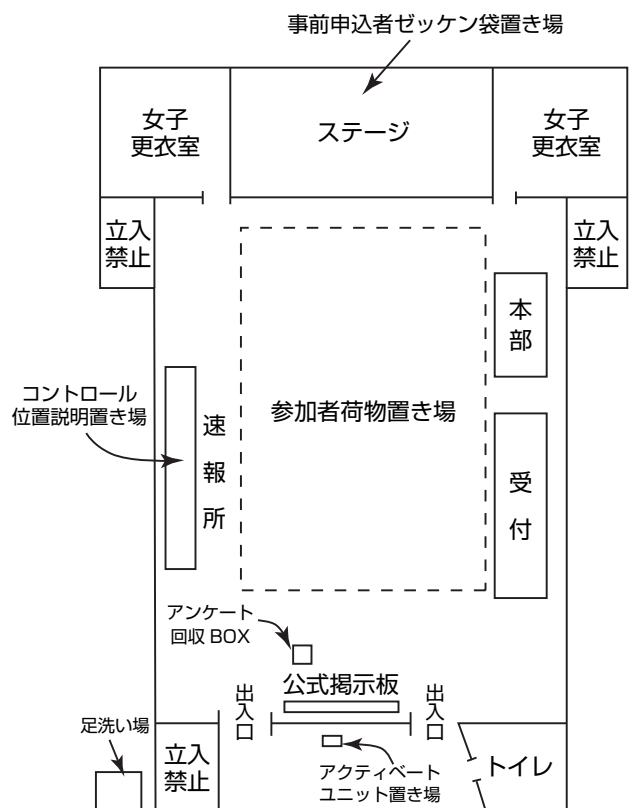 事前申込者ゼッケン袋置き場
女子
更衣室
ステージ
女子
更衣室
立入
禁止
立入
禁止
本部
コントロール
位置説明置き場
速報所
参加者荷物置き場
受付
アンケート
回収 BOX
出入口
公式掲示板
出入口
足洗い場
立入
禁止
アクティベート
ユニット置き場
トイレ